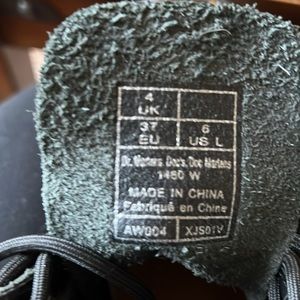 4
UK
37 6
EU US L
Dr. Martens. Doc's. Doc Martens
1460 W
MADE IN CHINA
Fabriqué en Chine
AW004 XJS01V